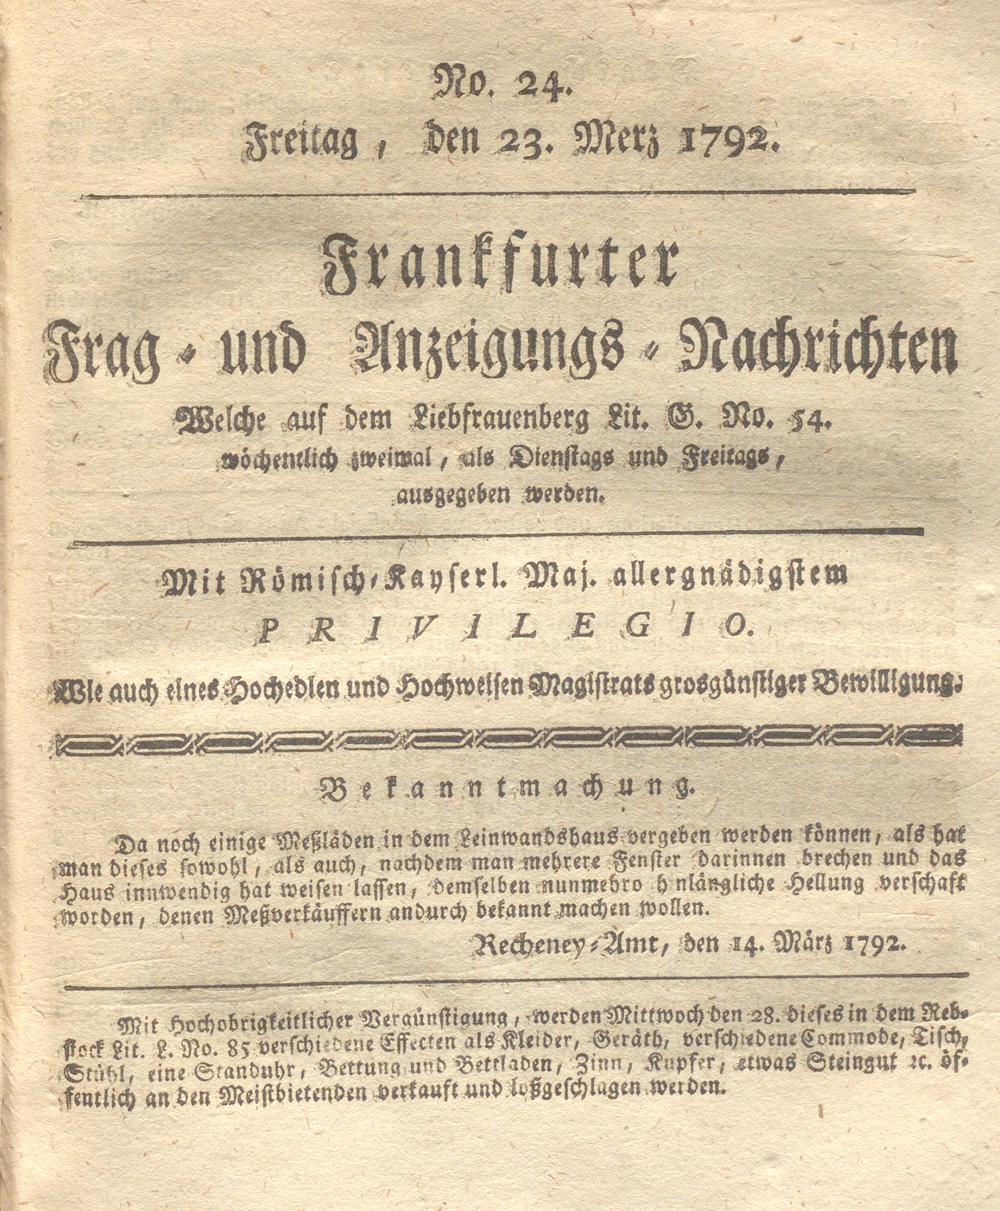 No. 24.
Freitag, den 23. Merz 1792.
Frankfurter
Frag- und Anzeigungs-Nachrichten
Welche auf dem Liebfrauenberg Lit. G. No. 54.
wöchentlich zweimal, als Dienstags und Freitags,
ausgegeben werden.
Mit Römisch-Kayserl. Maj. allergnädigstem
PRIVILEGIO.
Wie auch eines Hochedlen und Hochweisen Magistrats grosgünstiger Bewilligung.
Bekanntmachung.
Da noch einige Meßläden in dem Leinwandshaus vergeben werden können, als hat
man dieses sowohl, als auch, nachdem man mehrere Fenster darinnen brechen und das
Haus innwendig hat weisen lassen, demselben nunmehro h nlängliche Hellung verschaft
worden, denen Meßverkäuffern andurch bekannt machen wollen.
Recheney-Amt, den 14. März 1792.
Mit Hochobrigkeitlicher Vergünstigung, werden Mittwoch den 28. dieses in dem Reb-
stock Lit. L. No. 85 verschiedene Effecten als Kleider, Geräth, verschiedene Commode, Tisch,
Stühl, eine Standuhr, Bettung und Bettladen, Zinn, Kupfer, etwas Steingut ꝛc. öf-
fentlich an den Meistbietenden verkauft und loßgeschlagen werden.